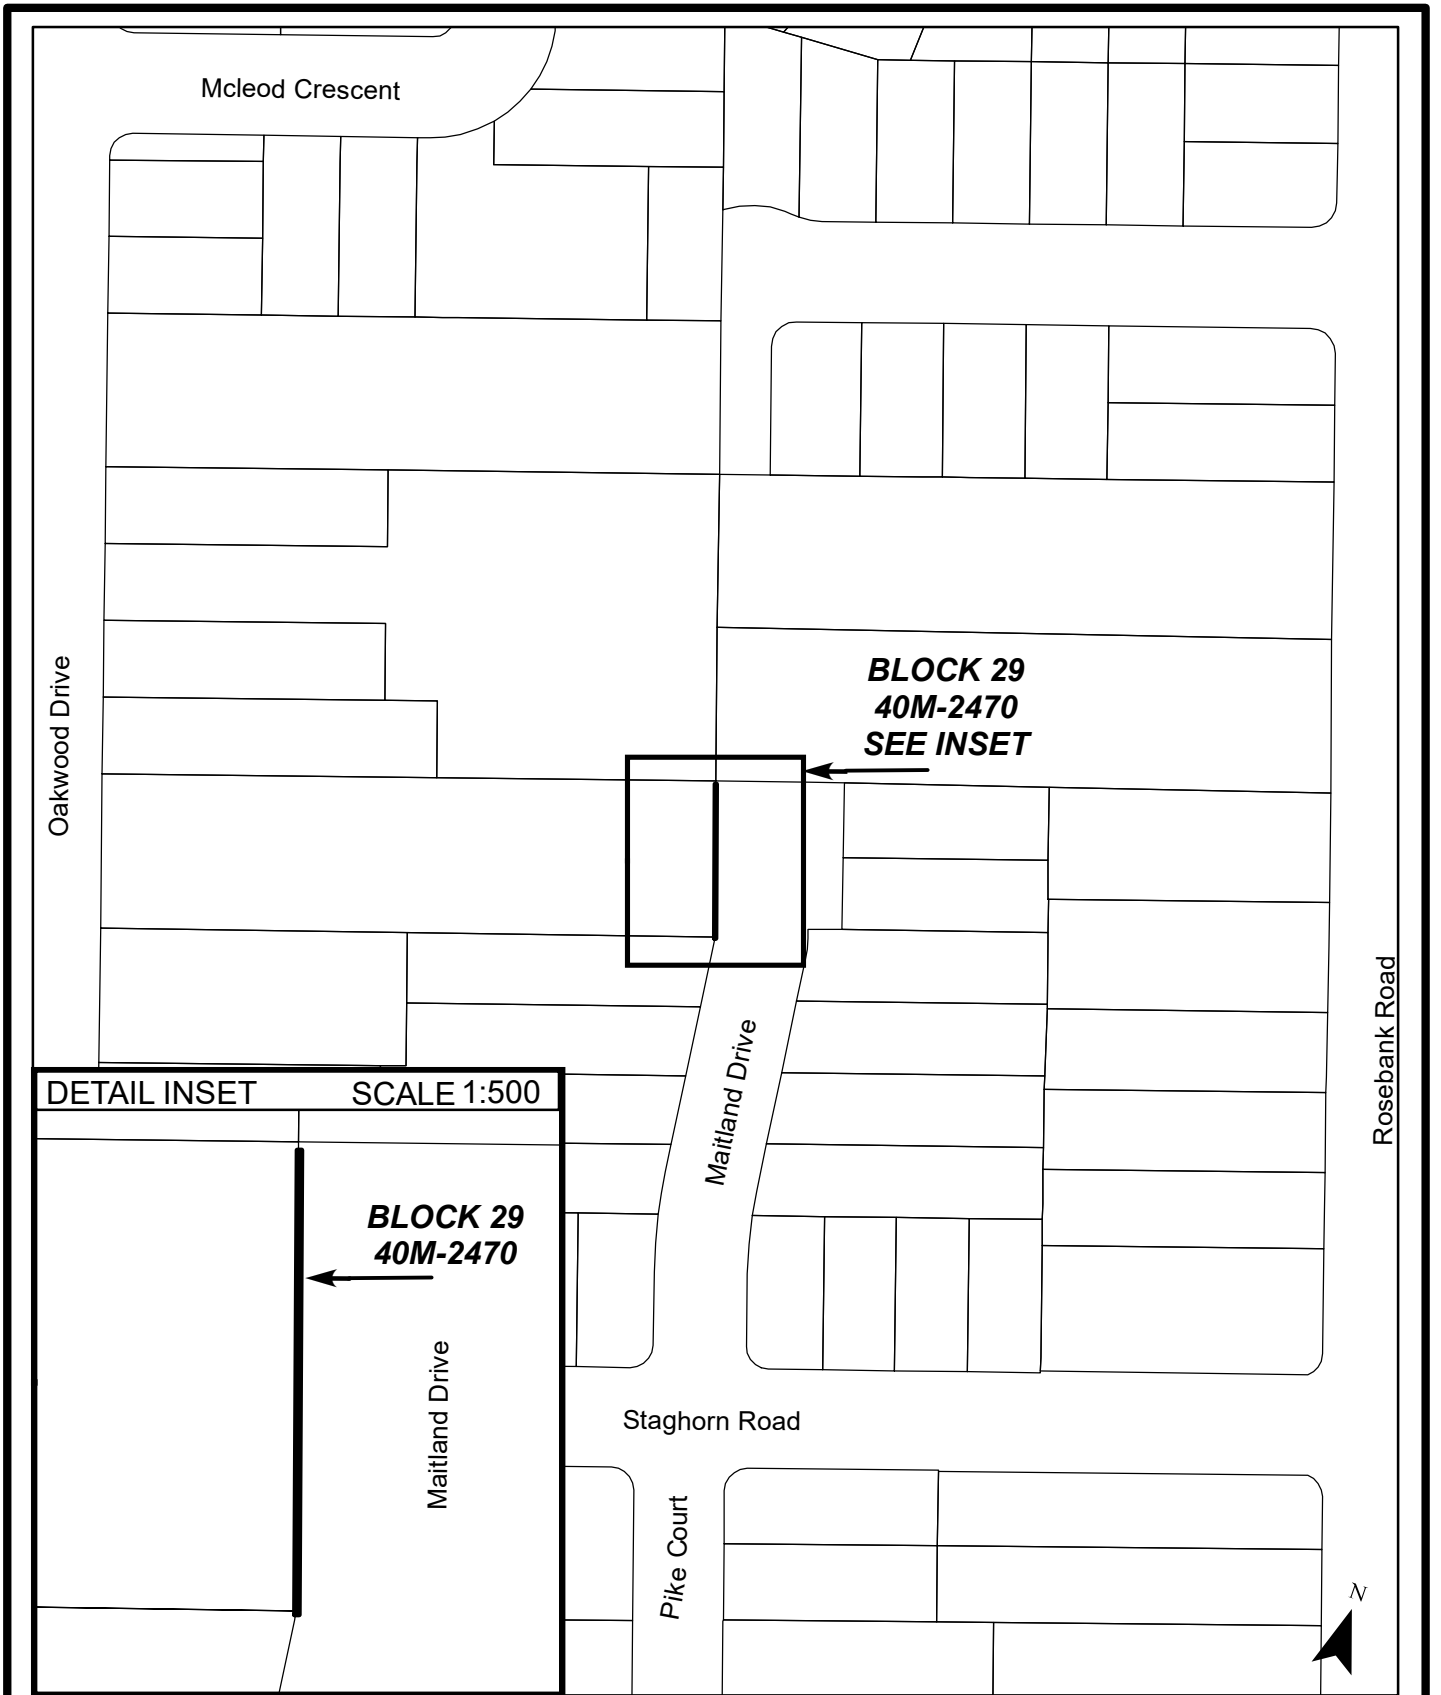 Mcleod Crescent
BLOCK 29
40M-2470
SEE INSET
Oakwood Drive
Rosebank Road
Maitland Drive
DETAIL INSET SCALE 1:500
BLOCK 29
40M-2470
Maitland Drive
Staghorn Road
Pike Court
N